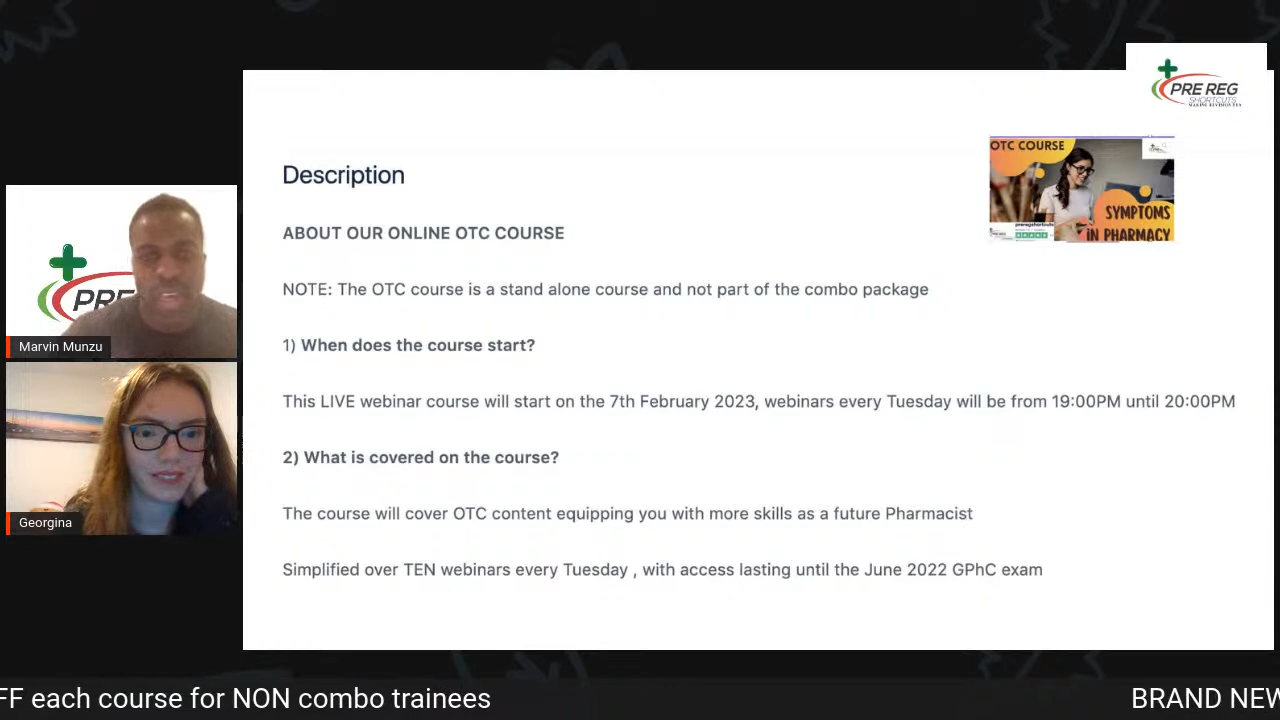 PRE REG
SHORTCUTS
OTC COURSE
SYMPTOMS
iN PHARMACY
Description
ABOUT OUR ONLINE OTC COURSE
NOTE: The OTC course is a stand alone course and not part of the combo package
1) When does the course start?
This LIVE webinar course will start on the 7th February 2023, webinars every Tuesday will be from 19:00PM until 20:00PM
2) What is covered on the course?
The course will cover OTC content equipping you with more skills as a future Pharmacist
Simplified over TEN webinars every Tuesday , with access lasting until the June 2022 GPhC exam
PRE
Marvin Munzu
Georgina
FF each course for NON combo trainees
BRAND NEW